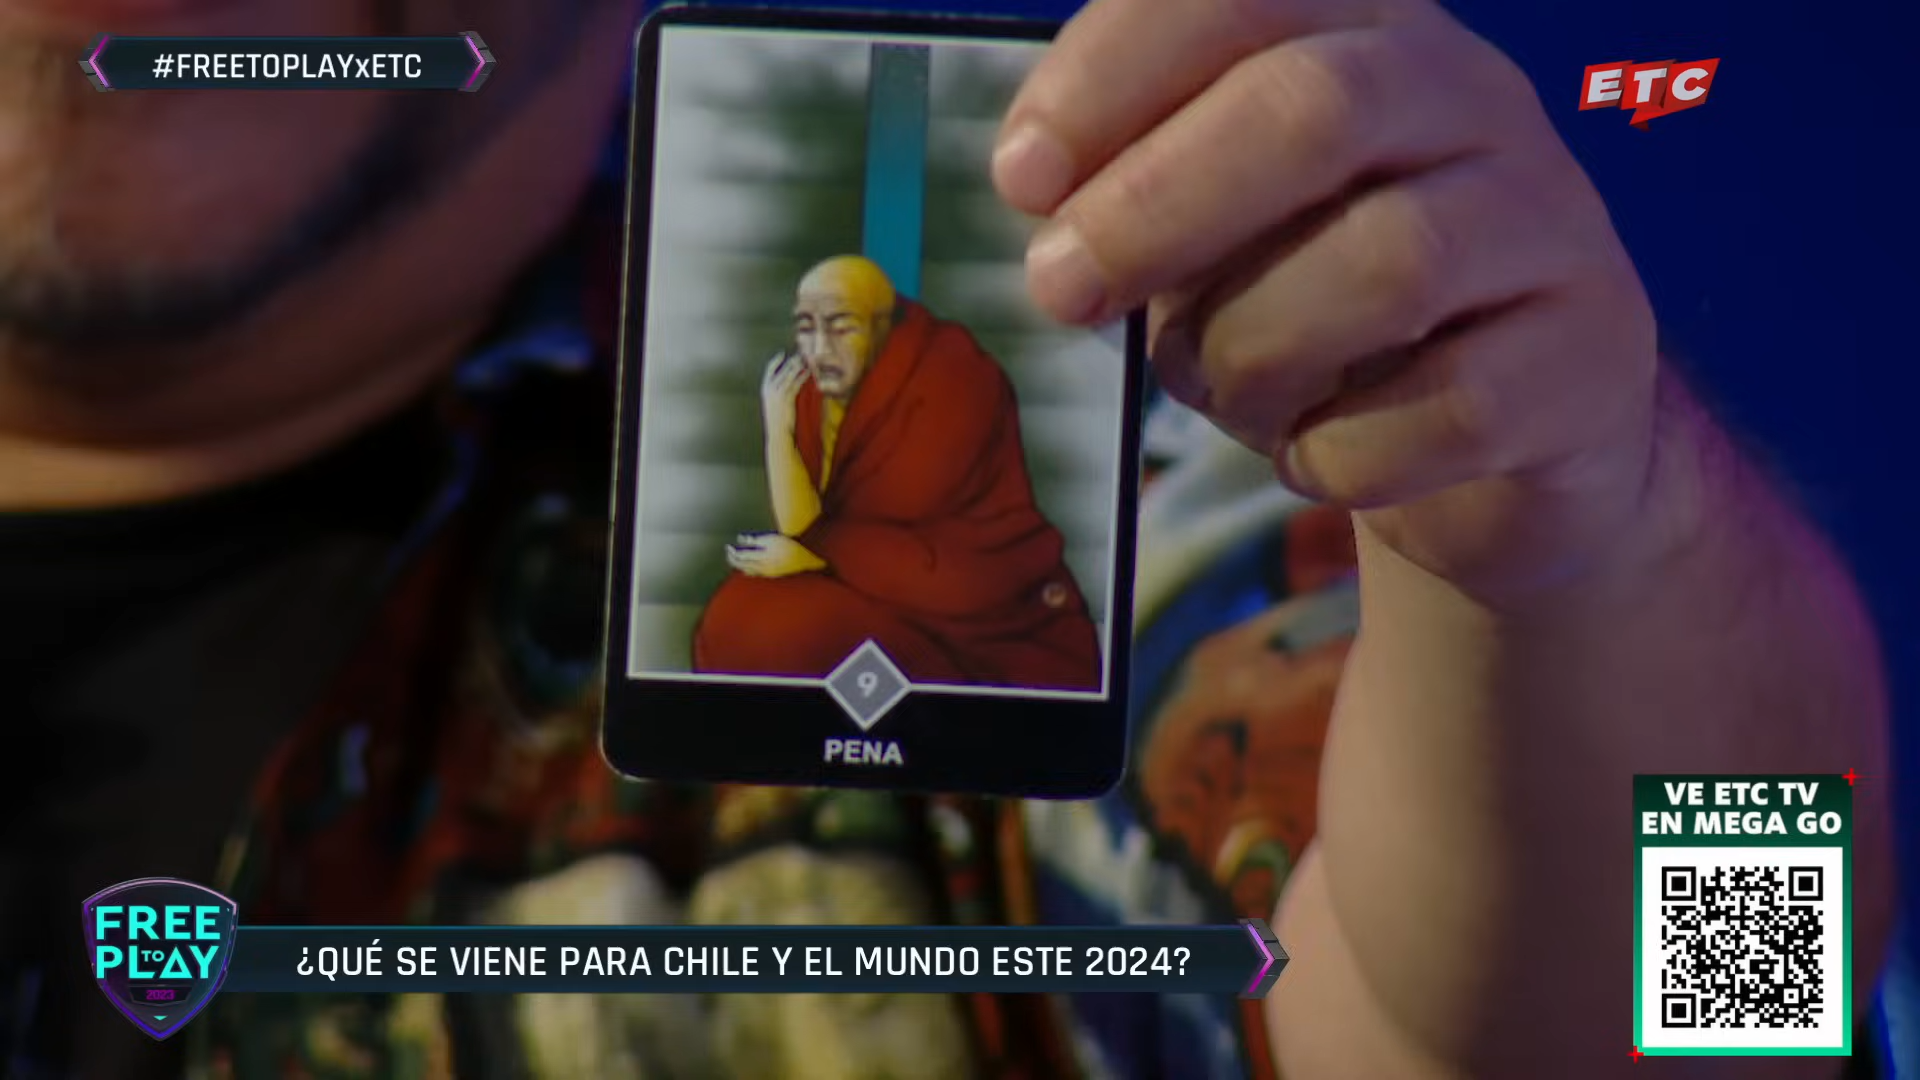 #FREETOPLAYxETC
ETC
9
PENA
VE ETC TV
EN MEGA GO
FREE
TO
PLAY
2023
¿QUÉ SE VIENE PARA CHILE Y EL MUNDO ESTE 2024?